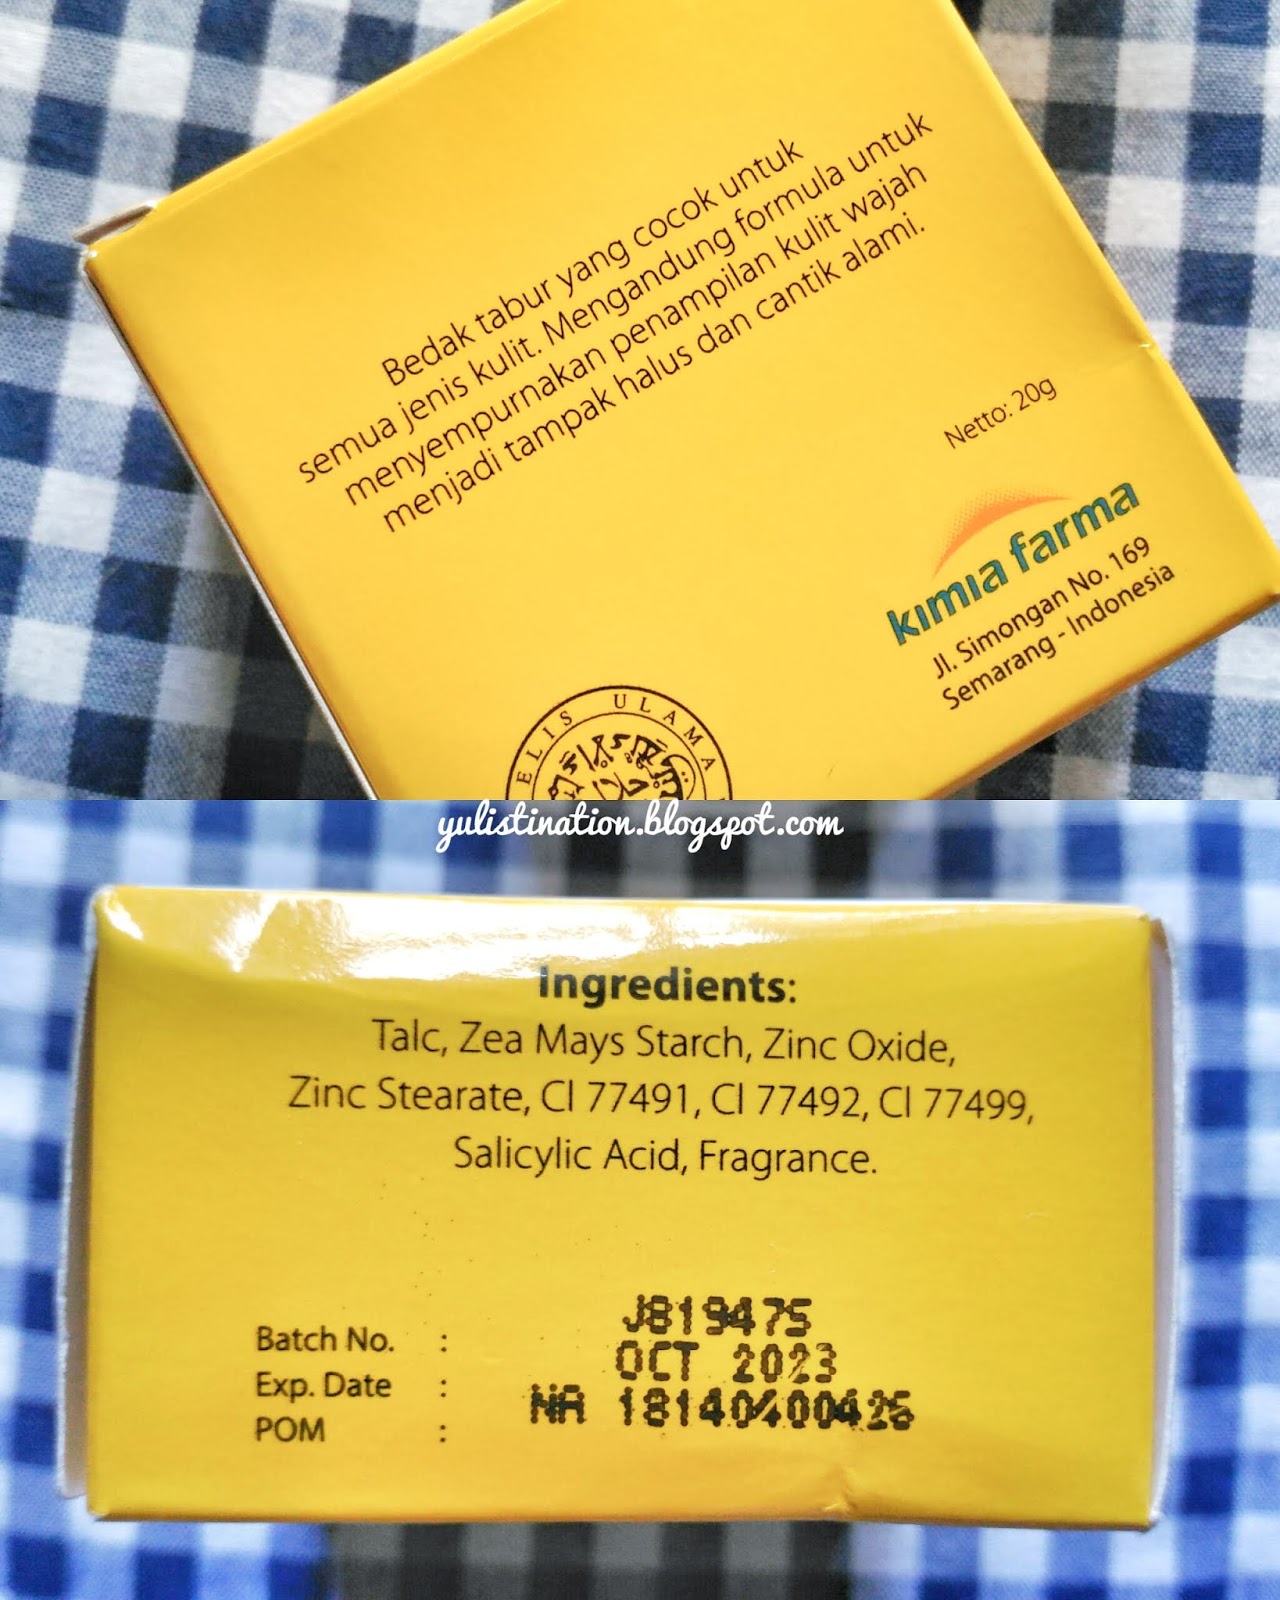 Bedak tabur yang cocok untuk
semua jenis kulit. Mengandung formula untuk
menyempurnakan penampilan kulit wajah
menjadi tampak halus dan cantik alami.
Netto: 20g
kimia farma
Jl. Simongan No. 169
Semarang - Indonesia
ELIS ULAMA
yulistination.blogspot.com
Ingredients:
Talc, Zea Mays Starch, Zinc Oxide,
Zinc Stearate, CI 77491, CI 77492, CI 77499,
Salicylic Acid, Fragrance.
Batch No. : J819475
Exp. Date : OCT 2023
POM : NA 18140400426